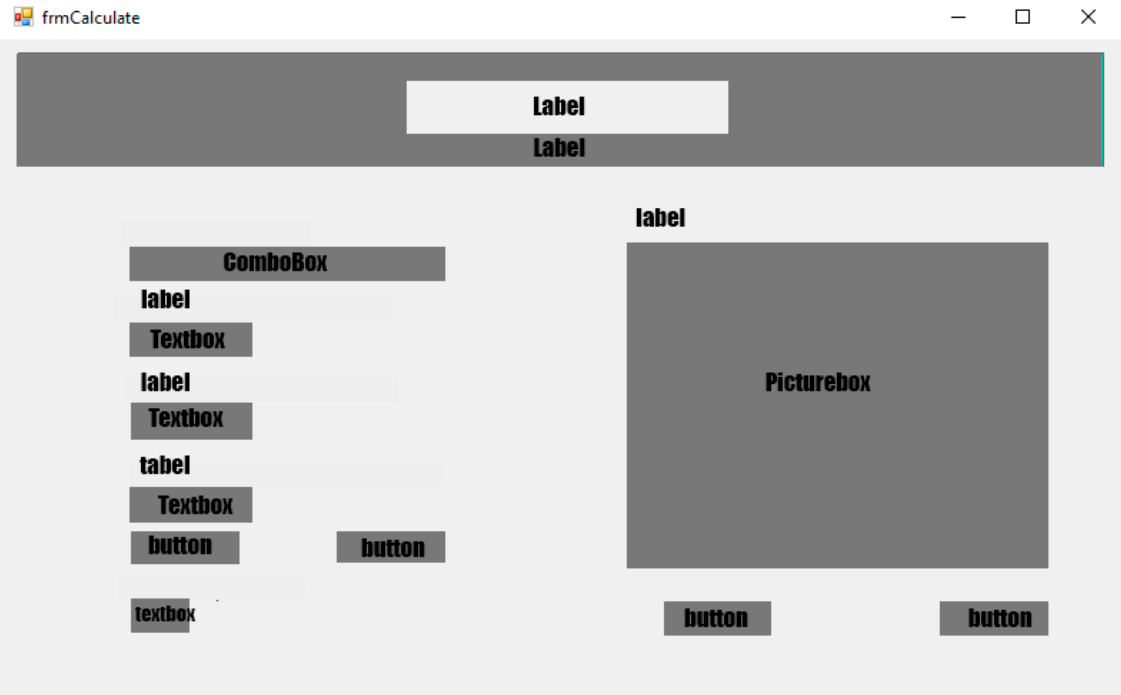 frmCalculate
Label
Label
ComboBox
label
Textbox
label
Textbox
tabel
Textbox
button
button
textbox
label
Picturebox
button
button